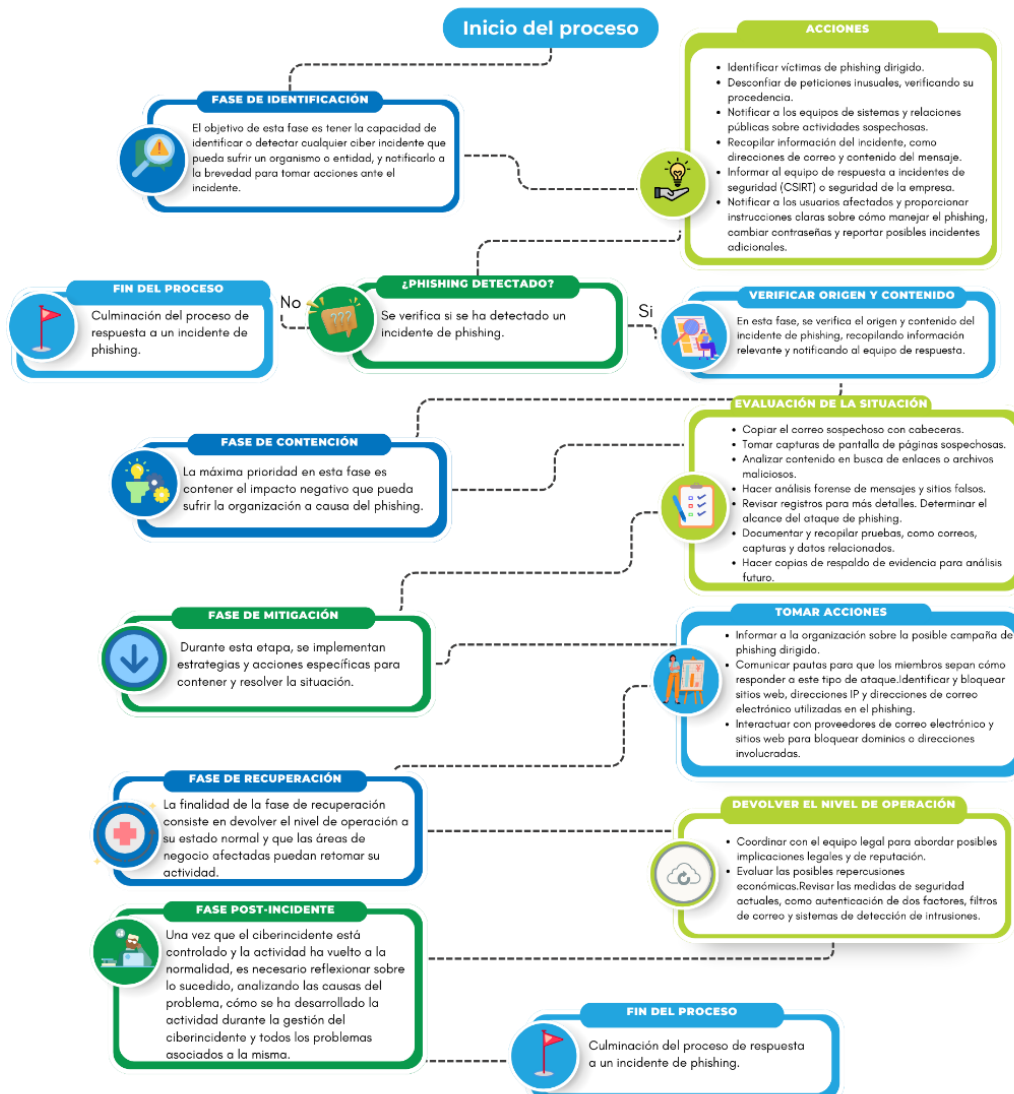 Inicio del proceso
ACCIONES
• Identificar víctimas de phishing dirigido.
• Desconfiar de peticiones inusuales, verificando su
procedencia.
• Notificar a los equipos de sistemas y relaciones
públicas sobre actividades sospechosas.
• Recopilar información del incidente, como
direcciones de correo y contenido del mensaje.
• Informar al equipo de respuesta a incidentes de
seguridad (CSIRT) o seguridad de la empresa.
• Notificar a los usuarios afectados y proporcionar
instrucciones claras sobre cómo manejar el phishing,
cambiar contraseñas y reportar posibles incidentes
adicionales.
FASE DE IDENTIFICACIÓN
El objetivo de esta fase es tener la capacidad de
identificar o detectar cualquier ciber incidente que
pueda sufrir un organismo o entidad, y notificarlo a
la brevedad para tomar acciones ante el
incidente.
FIN DEL PROCESO
Culminación del proceso de
respuesta a un incidente de
phishing.
No
¿PHISHING DETECTADO?
???
Se verifica si se ha detectado un
incidente de phishing.
Si
VERIFICAR ORIGEN Y CONTENIDO
En esta fase, se verifica el origen y contenido del
incidente de phishing, recopilando información
relevante y notificando al equipo de respuesta.
FASE DE CONTENCIÓN
La máxima prioridad en esta fase es
contener el impacto negativo que pueda
sufrir la organización a causa del phishing.
EVALUACIÓN DE LA SITUACIÓN
• Copiar el correo sospechoso con cabeceras.
• Tomar capturas de pantalla de páginas sospechosas.
• Analizar contenido en busca de enlaces o archivos
maliciosos.
• Hacer análisis forense de mensajes y sitios falsos.
• Revisar registros para más detalles. Determinar el
alcance del ataque de phishing.
• Documentar y recopilar pruebas, como correos,
capturas y datos relacionados.
• Hacer copias de respaldo de evidencia para análisis
futuro.
FASE DE MITIGACIÓN
Durante esta etapa, se implementan
estrategias y acciones específicas para
contener y resolver la situación.
TOMAR ACCIONES
• Informar a la organización sobre la posible campaña de
phishing dirigido.
• Comunicar pautas para que los miembros sepan cómo
responder a este tipo de ataque.Identificar y bloquear
sitios web, direcciones IP y direcciones de correo
electrónico utilizadas en el phishing.
• Interactuar con proveedores de correo electrónico y
sitios web para bloquear dominios o direcciones
involucradas.
FASE DE RECUPERACIÓN
La finalidad de la fase de recuperación
consiste en devolver el nivel de operación a
su estado normal y que las áreas de
negocio afectadas puedan retomar su
actividad.
DEVOLVER EL NIVEL DE OPERACIÓN
• Coordinar con el equipo legal para abordar posibles
implicaciones legales y de reputación.
• Evaluar las posibles repercusiones
económicas.Revisar las medidas de seguridad
actuales, como autenticación de dos factores, filtros
de correo y sistemas de detección de intrusiones.
FASE POST-INCIDENTE
Una vez que el ciberincidente está
controlado y la actividad ha vuelto a la
normalidad, es necesario reflexionar sobre
lo sucedido, analizando las causas del
problema, cómo se ha desarrollado la
actividad durante la gestión del
ciberincidente y todos los problemas
asociados a la misma.
FIN DEL PROCESO
Culminación del proceso de respuesta
a un incidente de phishing.